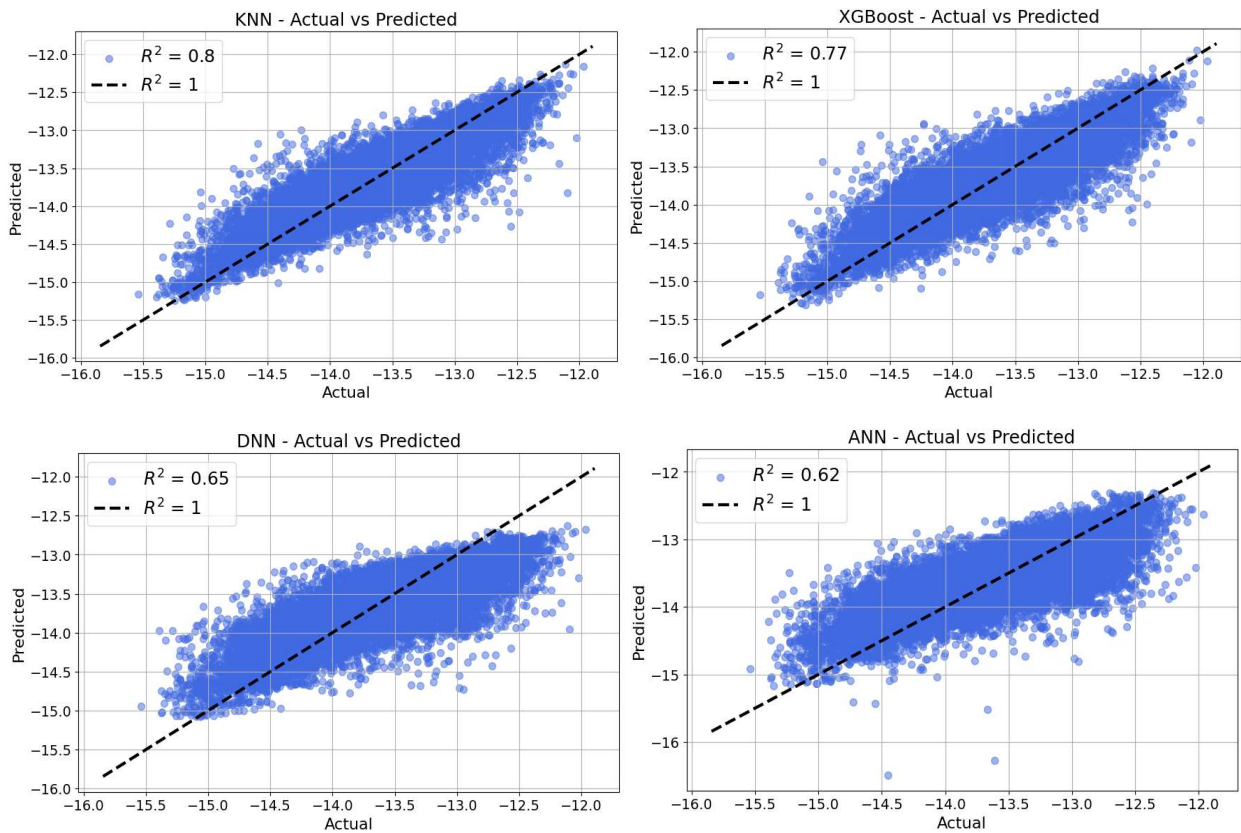 KNN - Actual vs Predicted
R² = 0.8
R² = 1
−12.0
−12.5
−13.0
−13.5
−14.0
−14.5
−15.0
−15.5
−16.0
Predicted
−16.0 −15.5 −15.0 −14.5 −14.0 −13.5 −13.0 −12.5 −12.0
Actual
XGBoost - Actual vs Predicted
R² = 0.77
R² = 1
−12.0
−12.5
−13.0
−13.5
−14.0
−14.5
−15.0
−15.5
−16.0
Predicted
−16.0 −15.5 −15.0 −14.5 −14.0 −13.5 −13.0 −12.5 −12.0
Actual
DNN - Actual vs Predicted
R² = 0.65
R² = 1
−12.0
−12.5
−13.0
−13.5
−14.0
−14.5
−15.0
−15.5
−16.0
Predicted
−16.0 −15.5 −15.0 −14.5 −14.0 −13.5 −13.0 −12.5 −12.0
Actual
ANN - Actual vs Predicted
R² = 0.62
R² = 1
−12
−13
−14
−15
−16
Predicted
−16.0 −15.5 −15.0 −14.5 −14.0 −13.5 −13.0 −12.5 −12.0
Actual